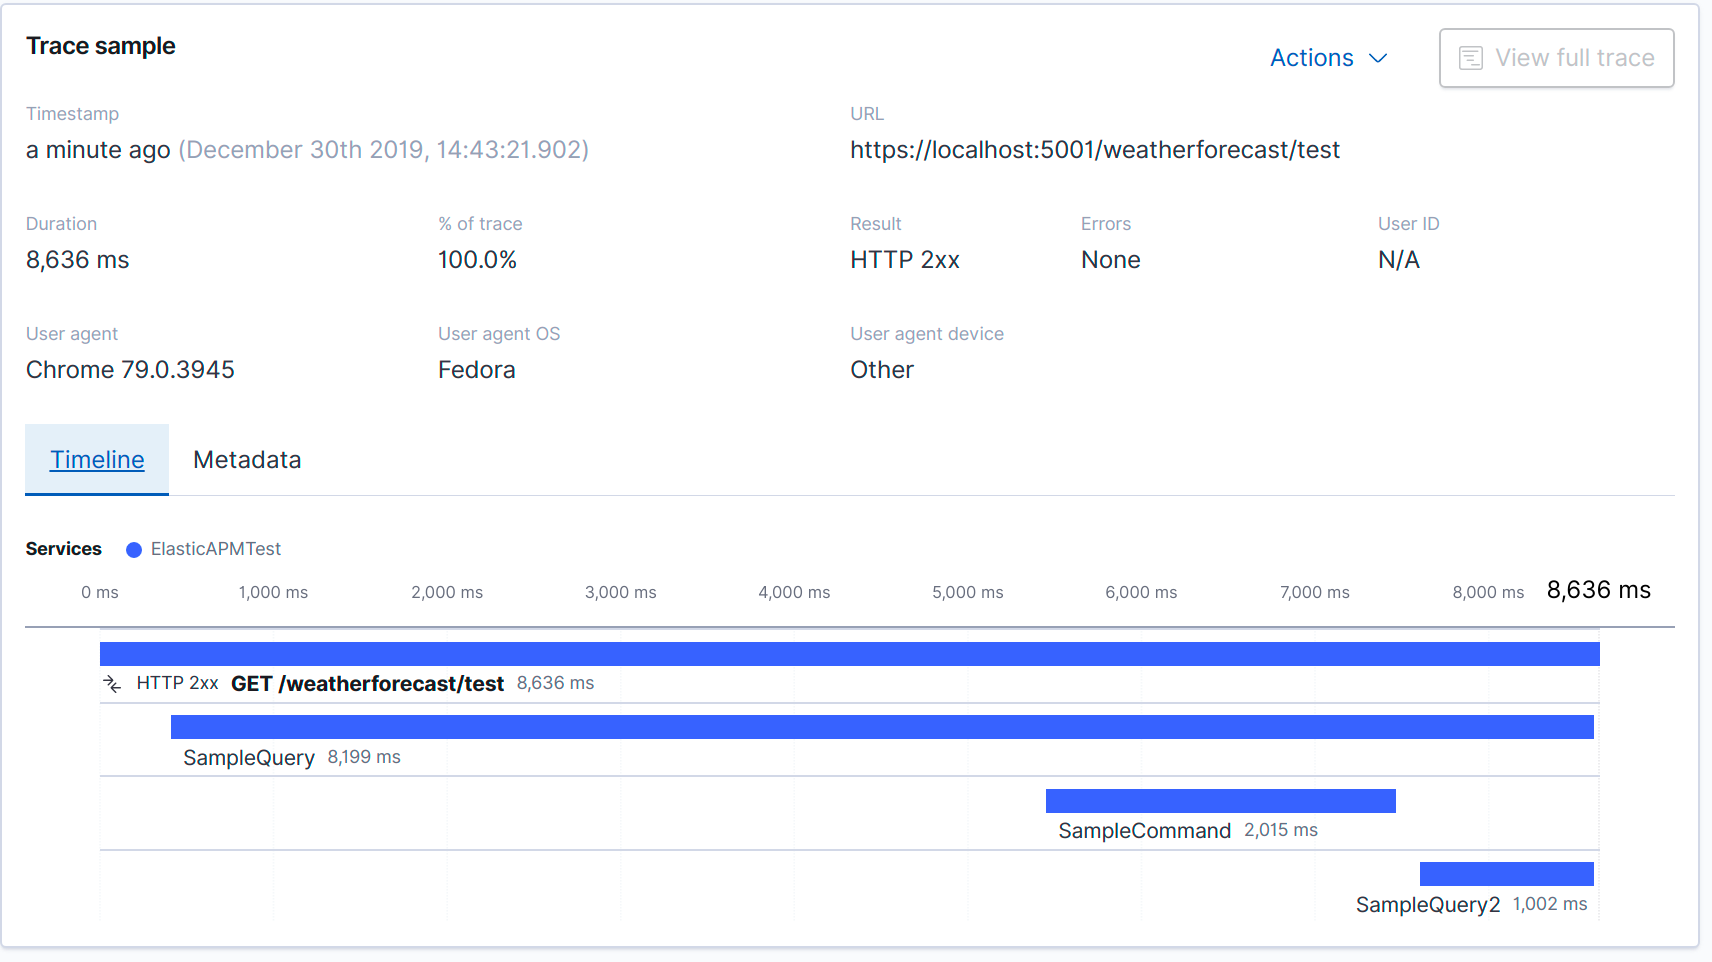 Trace sample
Actions
View full trace
Timestamp
a minute ago (December 30th 2019, 14:43:21.902)
URL
https://localhost:5001/weatherforecast/test
Duration
8,636 ms
% of trace
100.0%
Result
HTTP 2xx
Errors
None
User ID
N/A
User agent
Chrome 79.0.3945
User agent OS
Fedora
User agent device
Other
Timeline
Metadata
Services ElasticAPMTest
0 ms 1,000 ms 2,000 ms 3,000 ms 4,000 ms 5,000 ms 6,000 ms 7,000 ms 8,000 ms 8,636 ms
HTTP 2xx GET /weatherforecast/test 8,636 ms
SampleQuery 8,199 ms
SampleCommand 2,015 ms
SampleQuery2 1,002 ms